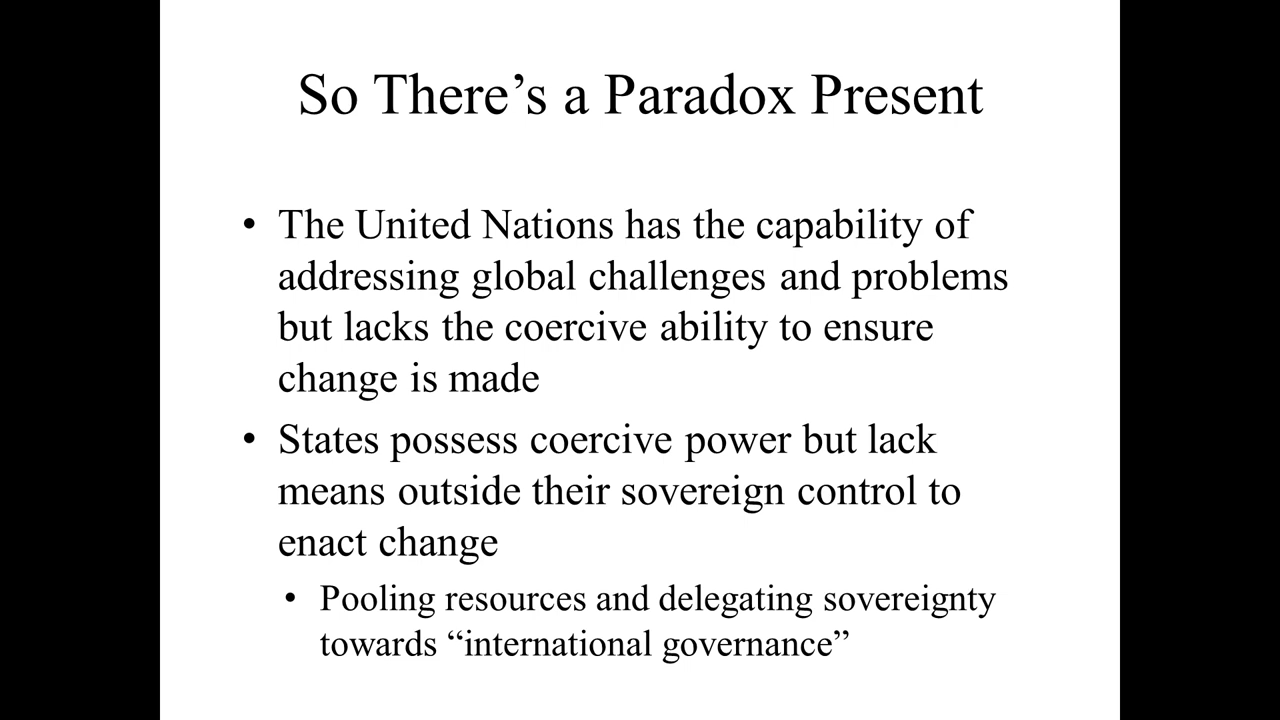 So There’s a Paradox Present
• The United Nations has the capability of
addressing global challenges and problems
but lacks the coercive ability to ensure
change is made
• States possess coercive power but lack
means outside their sovereign control to
enact change
• Pooling resources and delegating sovereignty
towards “international governance”